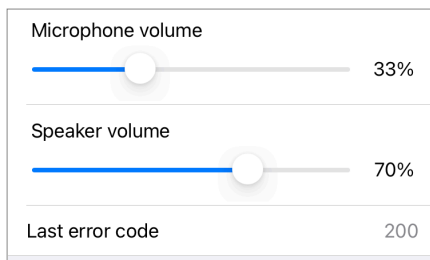 Microphone volume
33%
Speaker volume
70%
Last error code 200